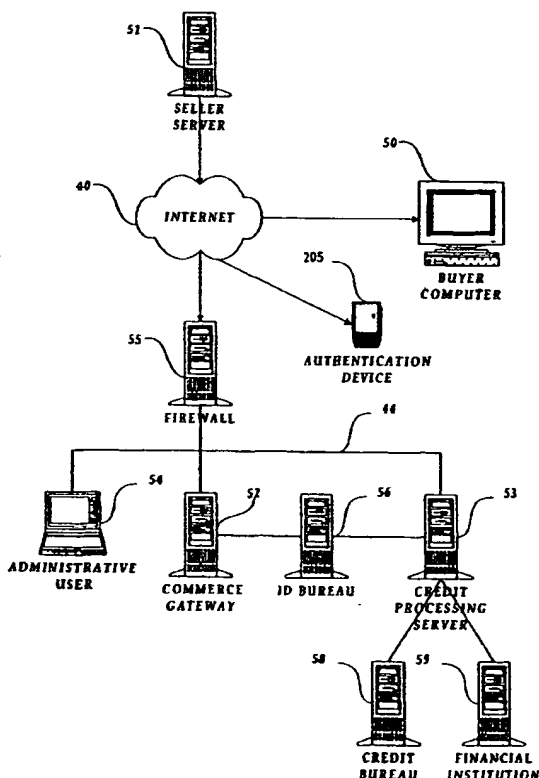 51
SELLER
SERVER
50
40
INTERNET
205
BUYER
COMPUTER
55
AUTHENTICATION
DEVICE
FIREWALL
44
54
52
56
53
ADMINISTRATIVE
USER
COMMERCE
GATEWAY
ID BUREAU
CREDIT
PROCESSING
SERVER
58
59
CREDIT
BUREAU
FINANCIAL
INSTITUTION